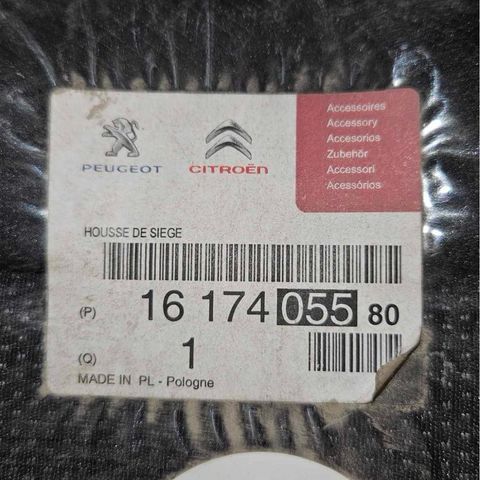 PEUGEOT
CITROËN
Accessoires
Accessory
Accesorios
Zubehör
Accessori
Acessórios
HOUSSE DE SIEGE
(P) 16 174 055 80
(Q) 1
MADE IN PL - Pologne